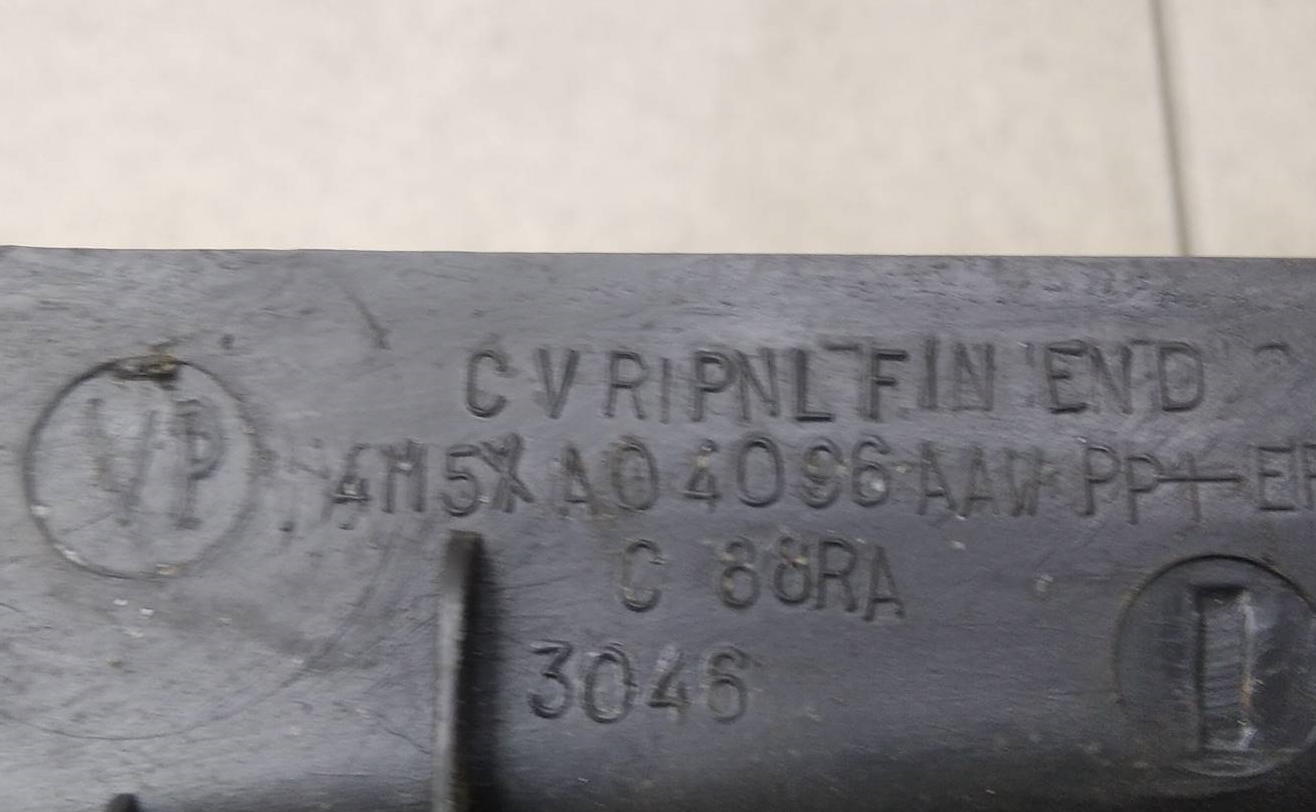 VP
CVR PNL FIN END
4M5X A04096 AAW PP+E
C 88RA
3046